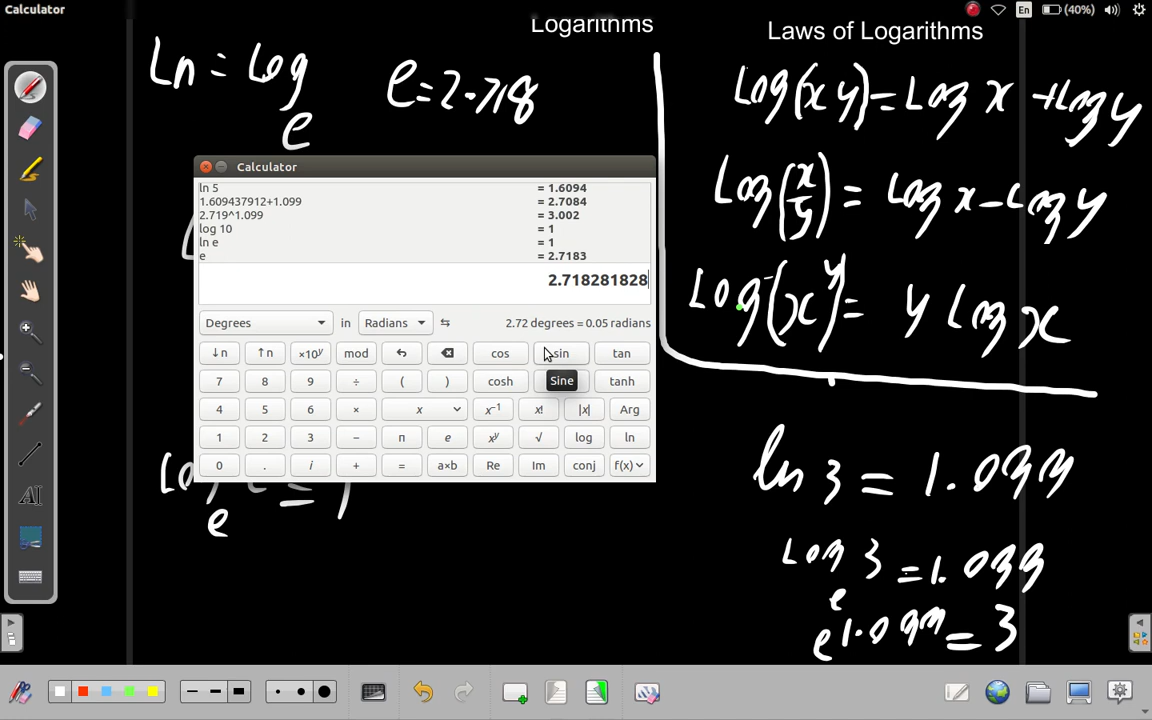 Calculator
En
(40%)
Logarithms
Laws of Logarithms
Ln = Log e
e = 2.718
Log(xy) = Log x + Log y
Log(x/y) = Log x - Log y
Log(x)^y = y Log x
Calculator
ln 5 = 1.6094
1.609437912+1.099 = 2.7084
2.719^1.099 = 3.002
log 10 = 1
ln e = 1
e = 2.7183
2.718281828
Degrees in Radians 2.72 degrees = 0.05 radians
↓n ↑n ×10ʸ mod cos sin tan
7 8 9 ÷ ( ) cosh tanh
Sine
4 5 6 × x x⁻¹ x! |x| Arg
1 2 3 − π e xʸ √ log ln
0 . i + = a×b Re Im conj f(x)
e = 1
e
ln 3 = 1.099
Log e 3 = 1.099
e^1.099 = 3